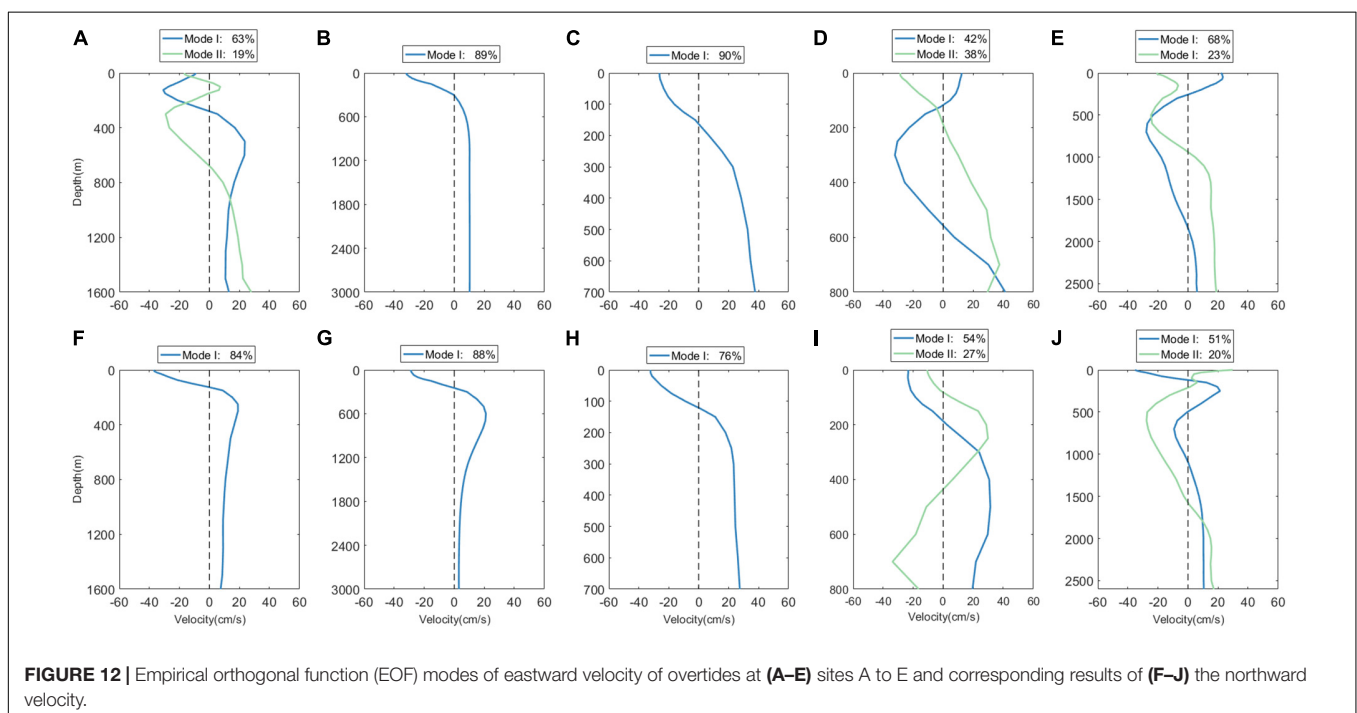 A
Mode I: 63%
Mode II: 19%
B
Mode I: 89%
C
Mode I: 90%
D
Mode I: 42%
Mode II: 38%
E
Mode I: 68%
Mode I: 23%
Depth(m)
0
400
800
1200
1600
-60 -40 -20 0 20 40 60
0
600
1200
1800
2400
3000
-60 -40 -20 0 20 40 60
0
100
200
300
400
500
600
700
-60 -40 -20 0 20 40 60
0
200
400
600
800
-60 -40 -20 0 20 40 60
0
500
1000
1500
2000
2500
-60 -40 -20 0 20 40 60
F
Mode I: 84%
G
Mode I: 88%
H
Mode I: 76%
I
Mode I: 54%
Mode II: 27%
J
Mode I: 51%
Mode II: 20%
Depth(m)
0
400
800
1200
1600
-60 -40 -20 0 20 40 60
Velocity(cm/s)
0
600
1200
1800
2400
3000
-60 -40 -20 0 20 40 60
Velocity(cm/s)
0
100
200
300
400
500
600
700
-60 -40 -20 0 20 40 60
Velocity(cm/s)
0
200
400
600
800
-60 -40 -20 0 20 40 60
Velocity(cm/s)
0
500
1000
1500
2000
2500
-60 -40 -20 0 20 40 60
Velocity(cm/s)
FIGURE 12 | Empirical orthogonal function (EOF) modes of eastward velocity of overtides at (A–E) sites A to E and corresponding results of (F–J) the northward
velocity.